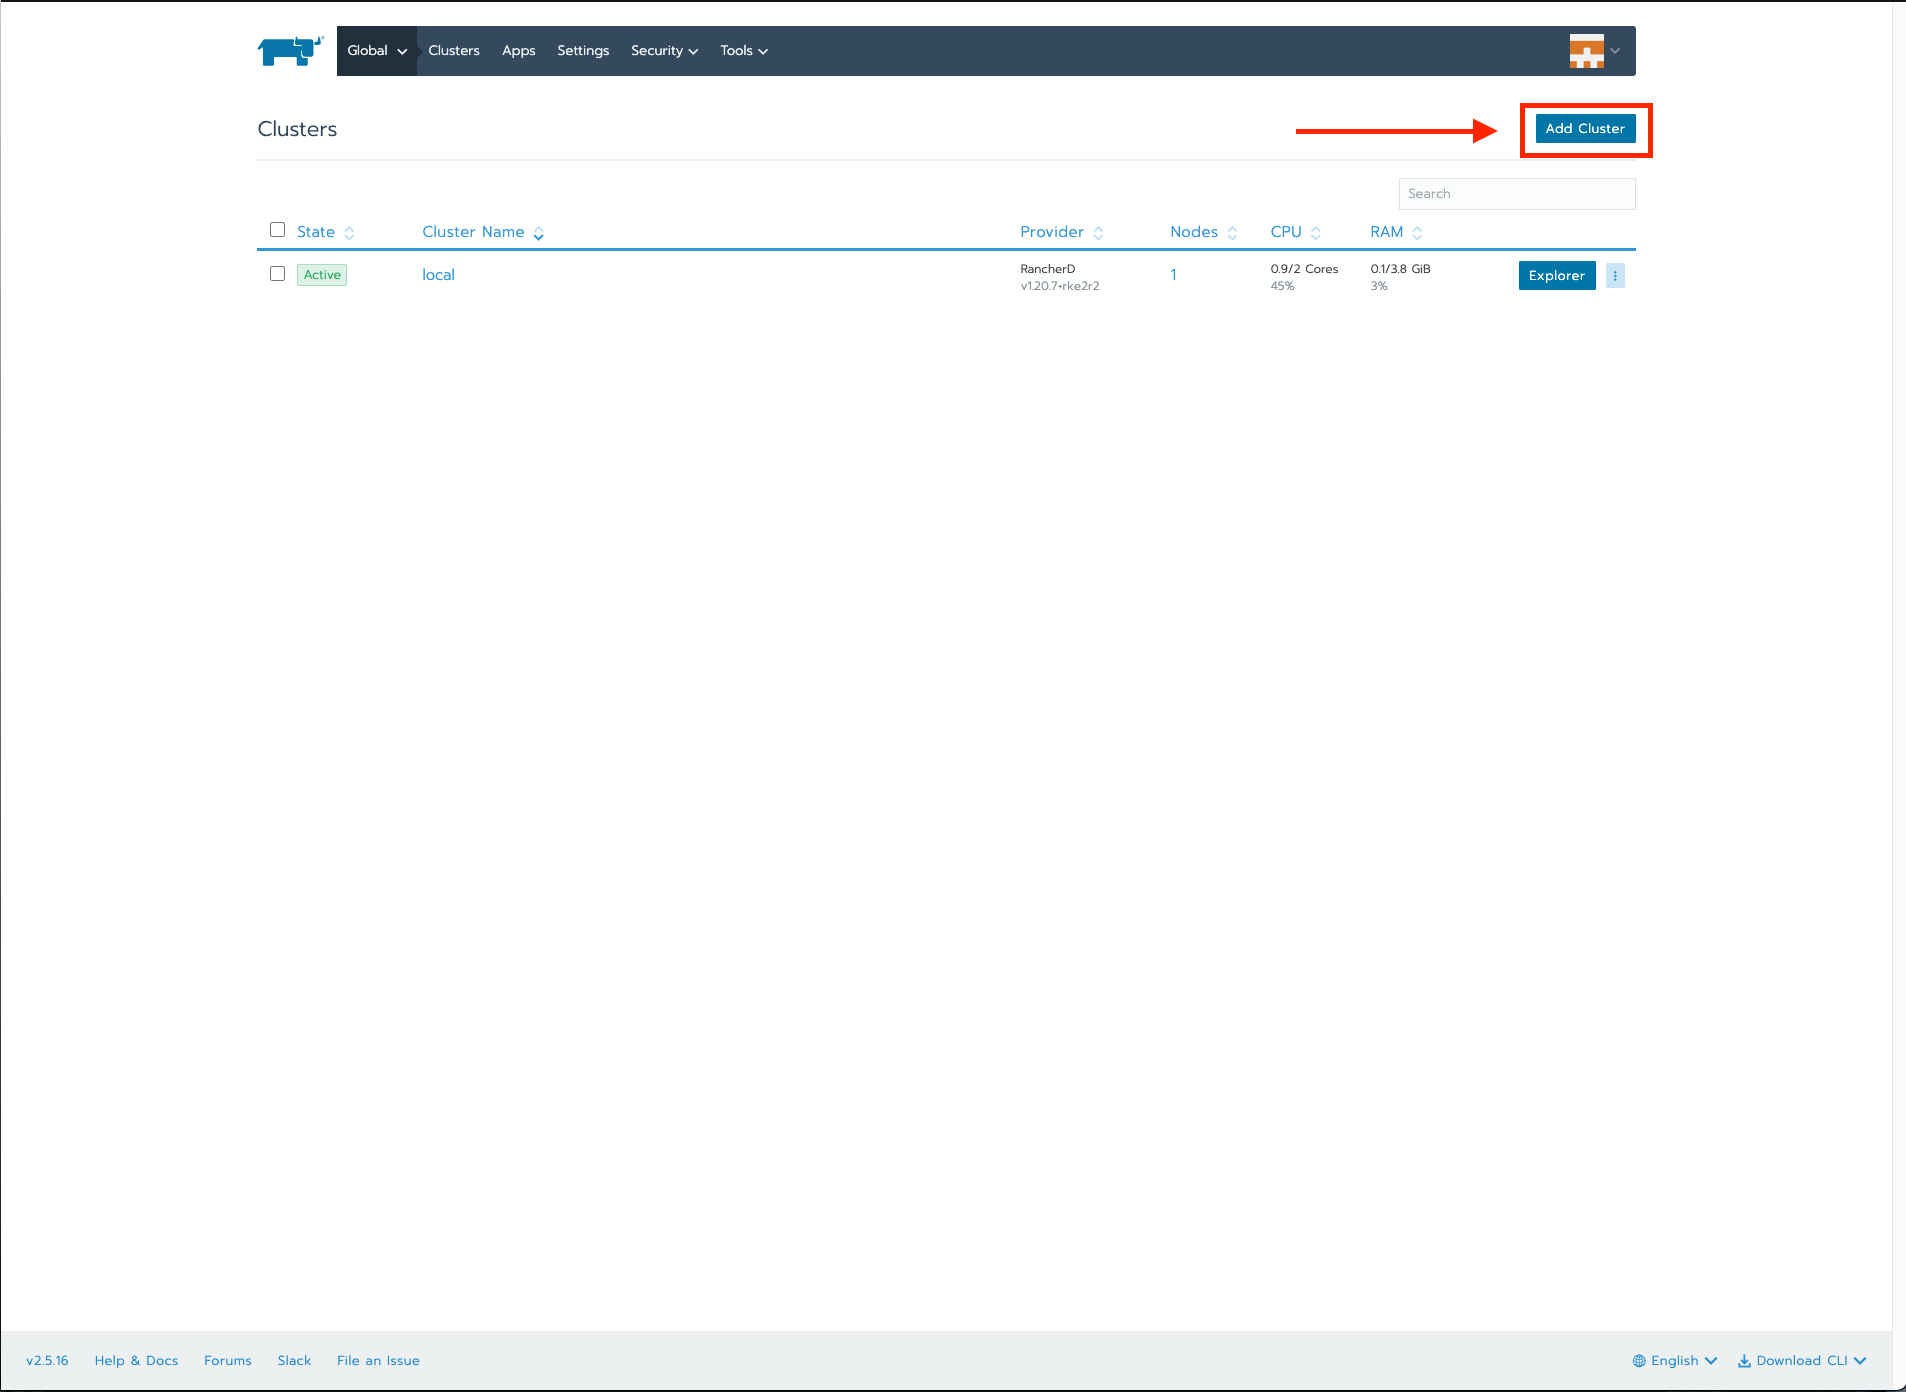 Global Clusters Apps Settings Security Tools
Clusters
Add Cluster
Search
State Cluster Name Provider Nodes CPU RAM
Active local RancherD 1 0.9/2 Cores 0.1/3.8 GiB Explorer
v1.20.7+rke2r2 45% 3%
v2.5.16 Help & Docs Forums Slack File an Issue English Download CLI